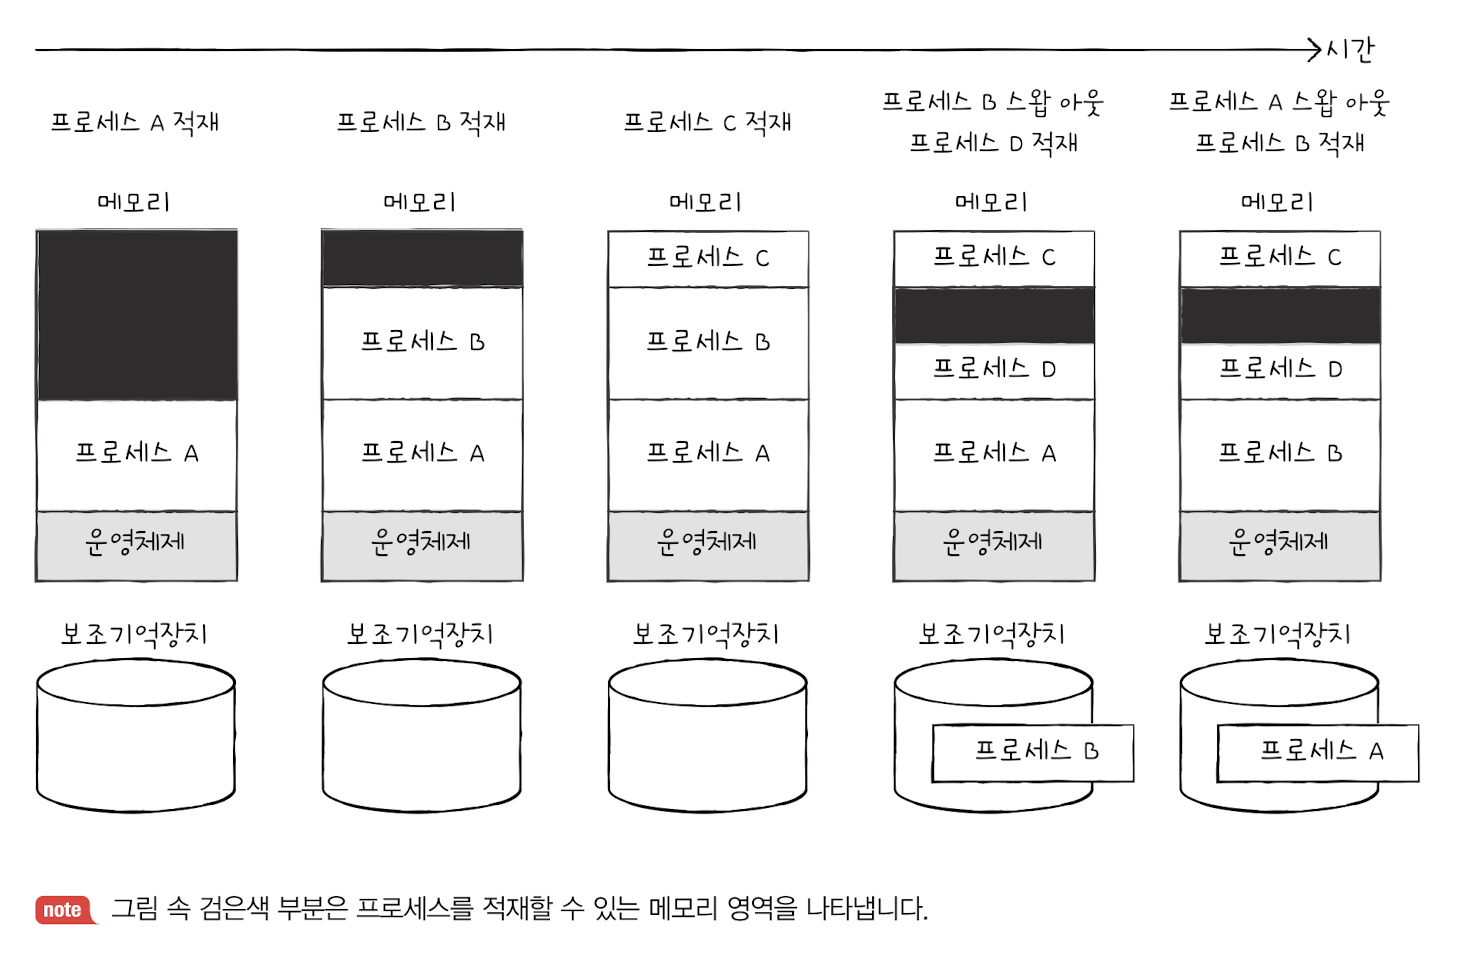 시간
프로세스 A 적재
프로세스 B 적재
프로세스 C 적재
프로세스 B 스왑 아웃
프로세스 D 적재
프로세스 A 스왑 아웃
프로세스 B 적재
메모리
프로세스 A
운영체제
보조기억장치
메모리
프로세스 B
프로세스 A
운영체제
보조기억장치
메모리
프로세스 C
프로세스 B
프로세스 A
운영체제
보조기억장치
메모리
프로세스 C
프로세스 D
프로세스 A
운영체제
보조기억장치
프로세스 B
메모리
프로세스 C
프로세스 D
프로세스 B
운영체제
보조기억장치
프로세스 A
note 그림 속 검은색 부분은 프로세스를 적재할 수 있는 메모리 영역을 나타냅니다.